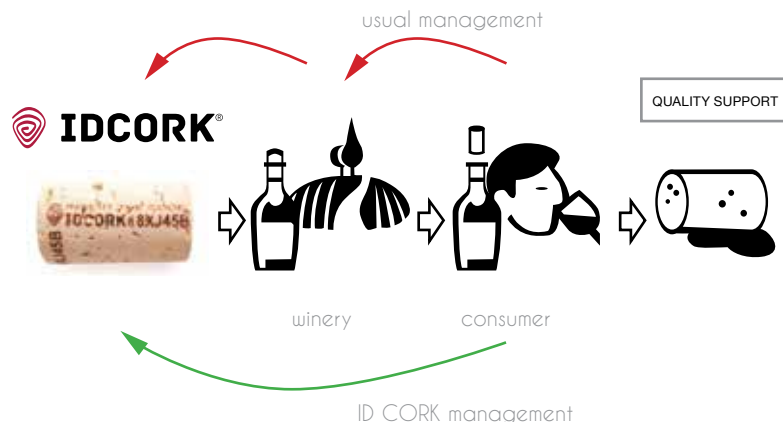 usual management
QUALITY SUPPORT
IDCORK®
IDCORK® 8XJ45B
winery
consumer
ID CORK management